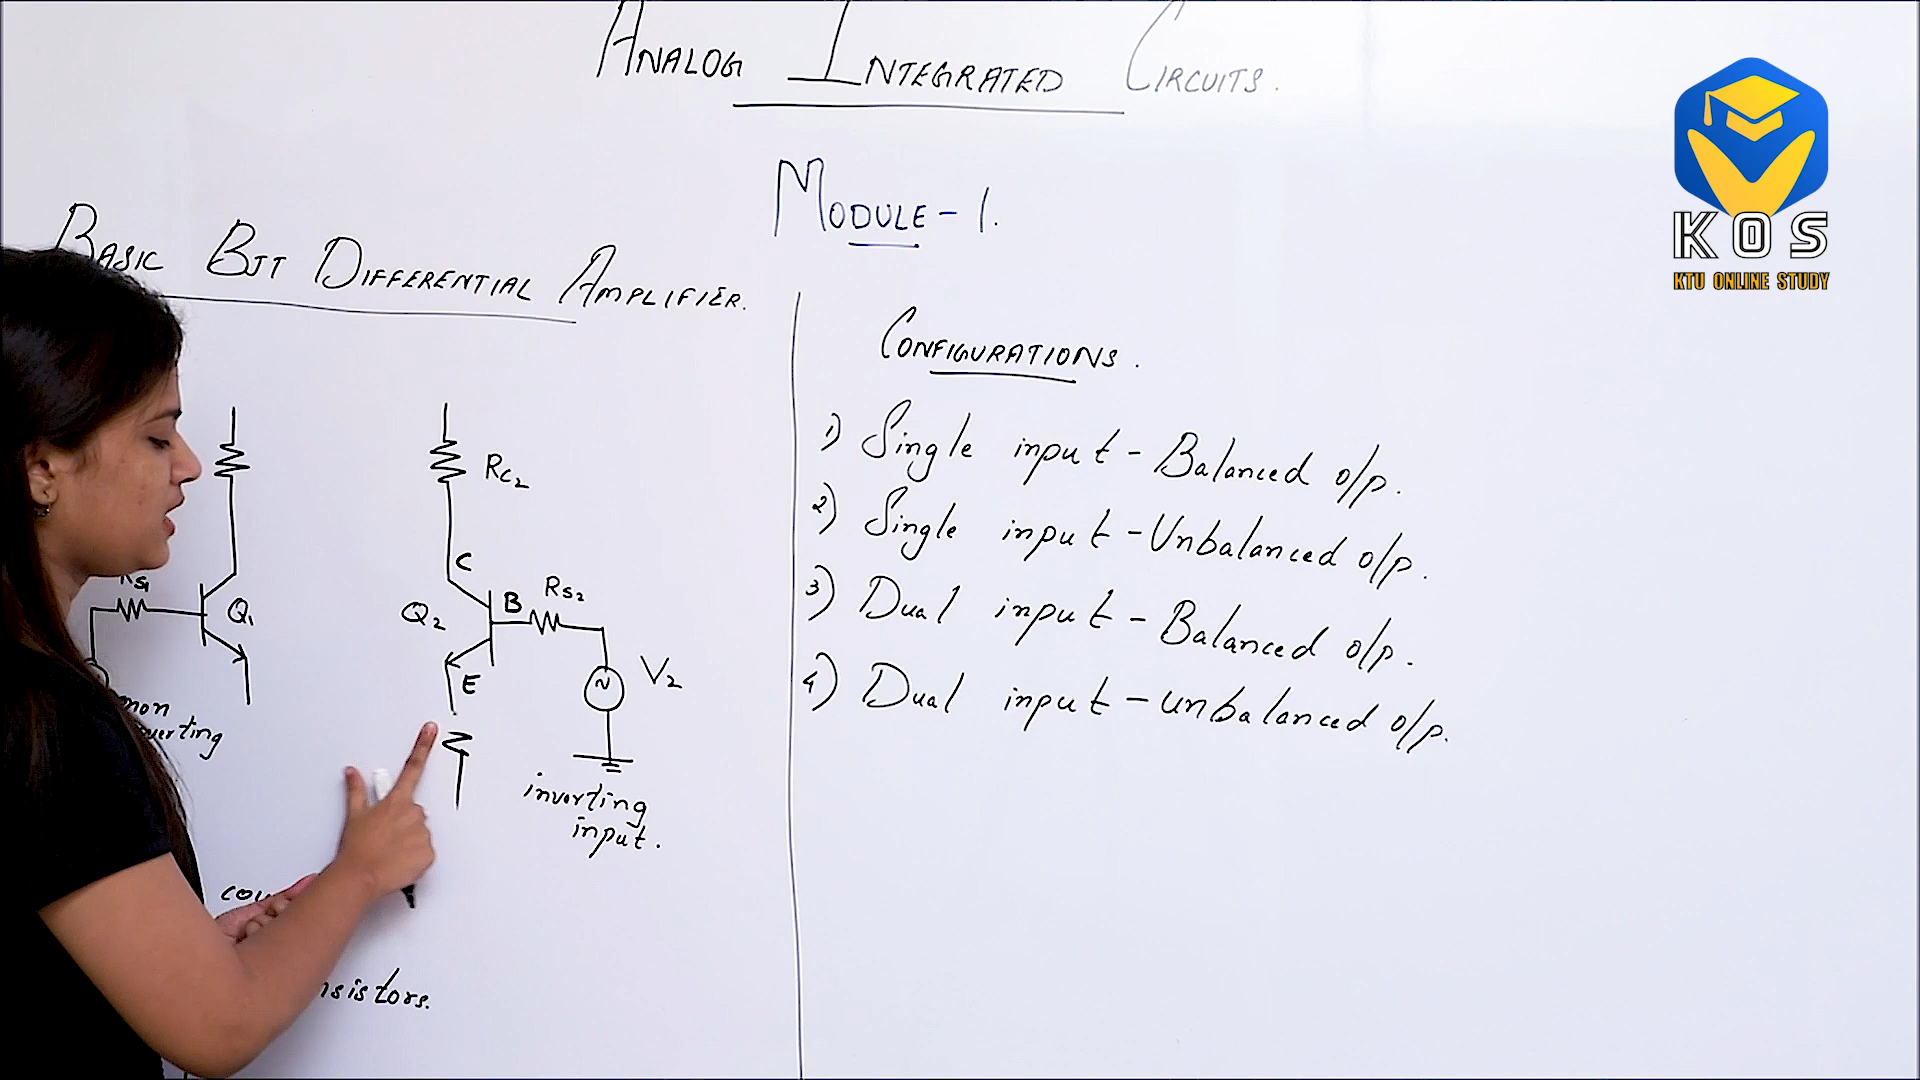 ANALOG INTEGRATED CIRCUITS.
MODULE-1.
KOS
KTU ONLINE STUDY
BASIC BJT DIFFERENTIAL AMPLIFIER.
CONFIGURATIONS.
1) Single input - Balanced o/p.
2) Single input - Unbalanced o/p.
3) Dual input - Balanced o/p.
4) Dual input - unbalanced o/p.
RC2
C
Q1
Q2
B
RS2
E
V2
inverting
input.